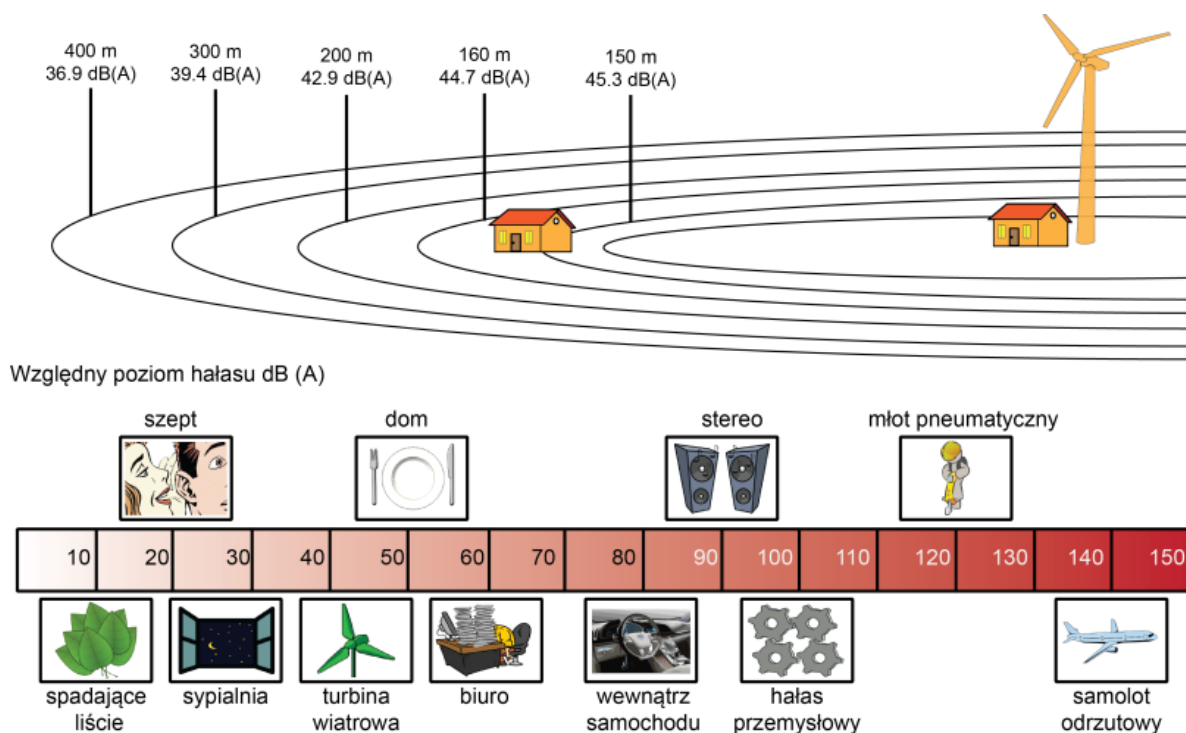 400 m
36.9 dB(A)
300 m
39.4 dB(A)
200 m
42.9 dB(A)
160 m
44.7 dB(A)
150 m
45.3 dB(A)
Względny poziom hałasu dB (A)
szept
dom
stereo
młot pneumatyczny
10 20 30 40 50 60 70 80 90 100 110 120 130 140 150
spadające
liście
sypialnia
turbina
wiatrowa
biuro
wewnątrz
samochodu
hałas
przemysłowy
samolot
odrzutowy